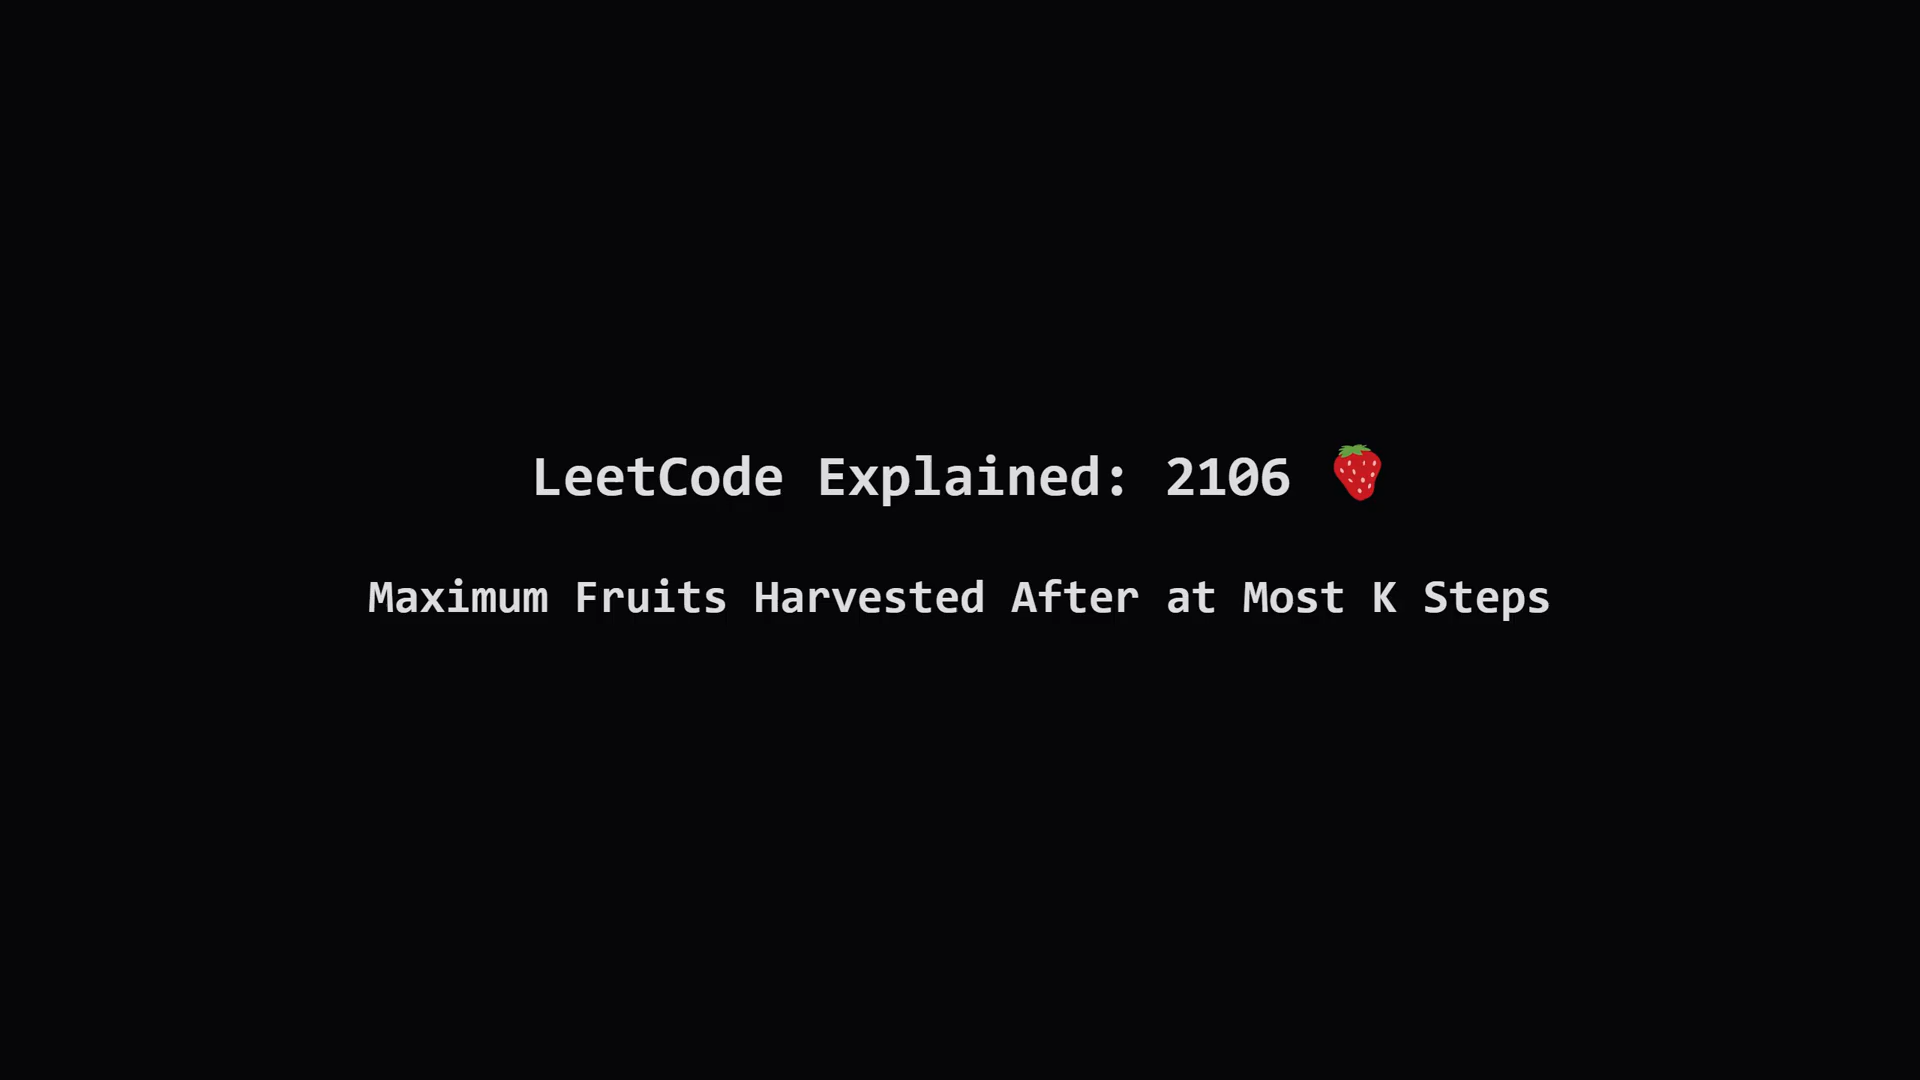 LeetCode Explained: 2106 🍓
Maximum Fruits Harvested After at Most K Steps